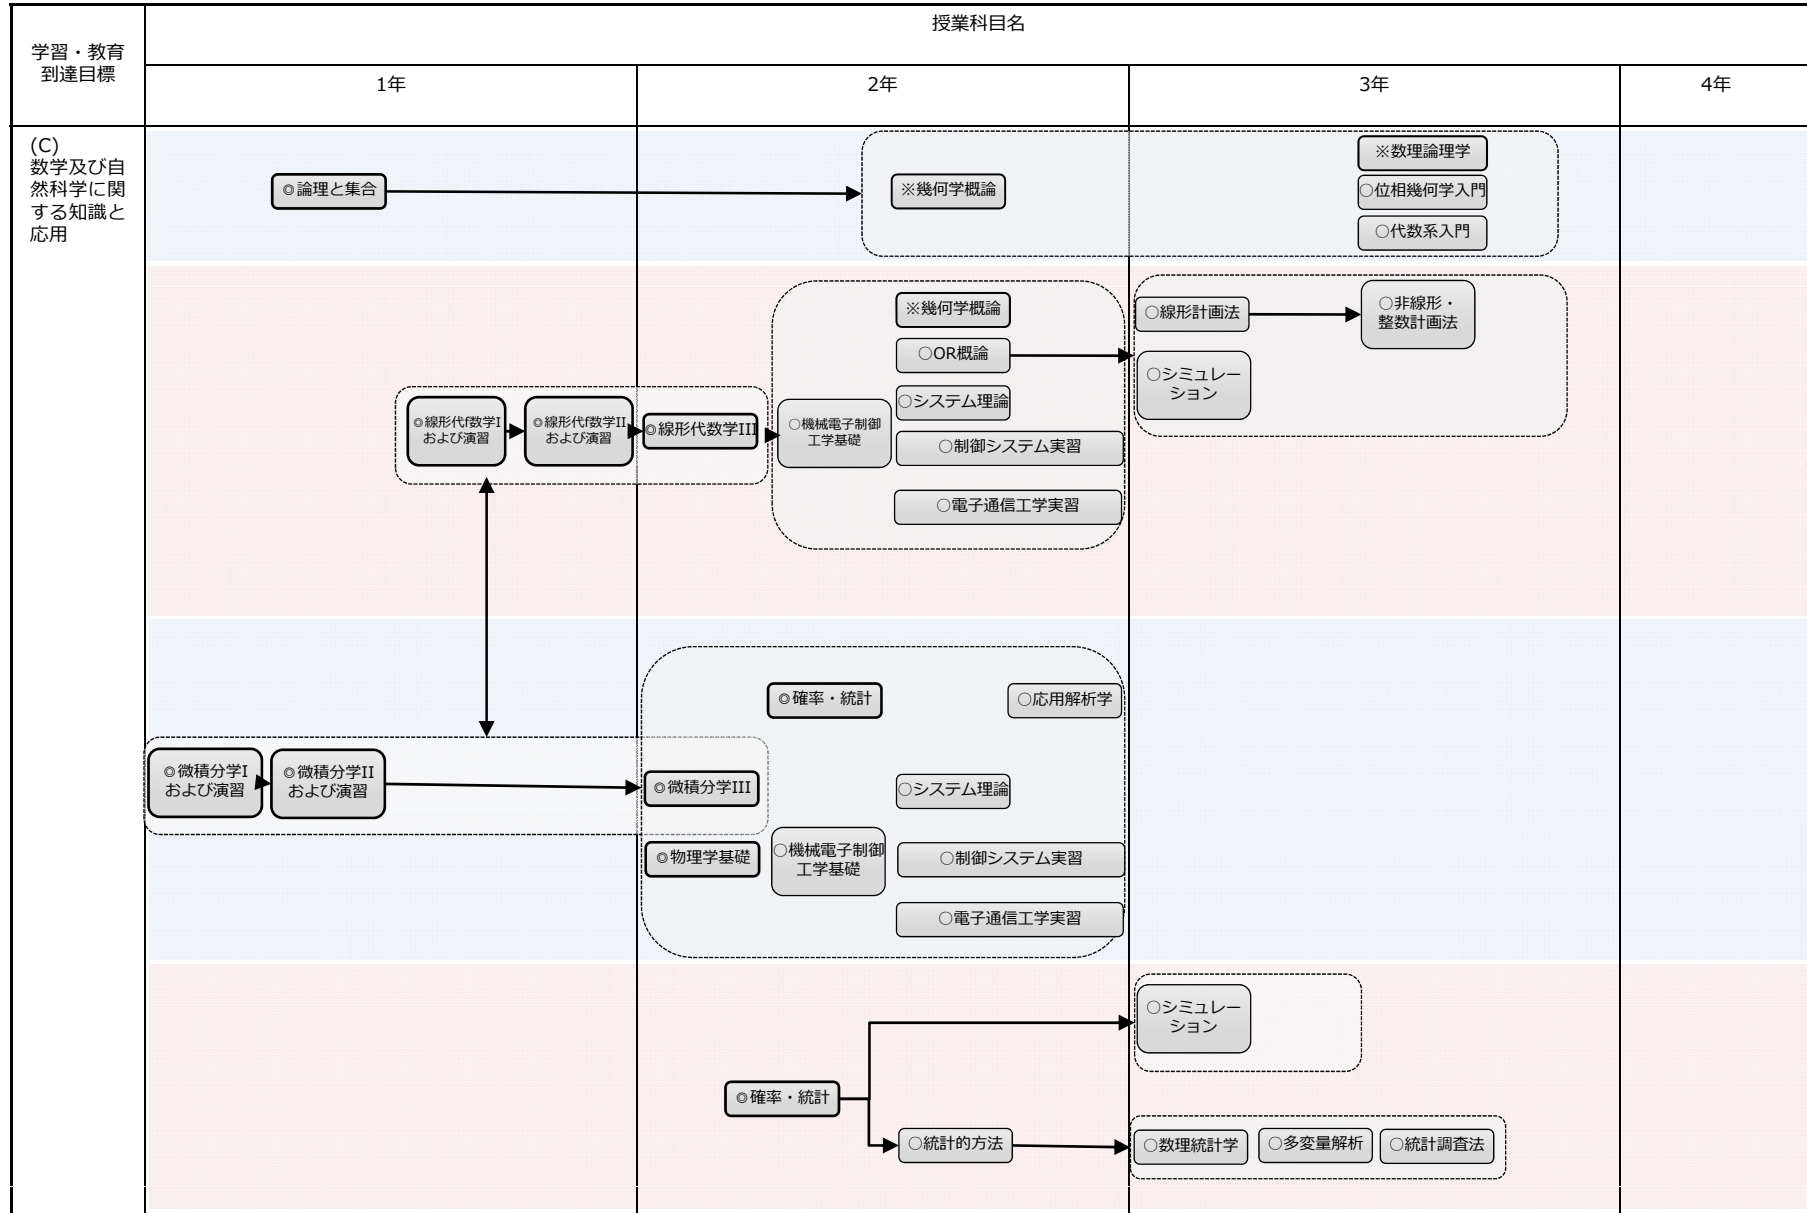 授業科目名
学習・教育
到達目標
1年
2年
3年
4年
(C)
数学及び自
然科学に関
する知識と
応用
◎論理と集合
※幾何学概論
※数理論理学
○位相幾何学入門
○代数系入門
※幾何学概論
○OR概論
○システム理論
○制御システム実習
○電子通信工学実習
○線形計画法
○非線形・
整数計画法
○シミュレー
ション
◎線形代数学I
および演習
◎線形代数学II
および演習
◎線形代数学III
○機械電子制御
工学基礎
◎確率・統計
○応用解析学
◎微積分学I
および演習
◎微積分学II
および演習
◎微積分学III
○システム理論
◎物理学基礎
○機械電子制御
工学基礎
○制御システム実習
○電子通信工学実習
○シミュレー
ション
◎確率・統計
○統計的方法
○数理統計学
○多変量解析
○統計調査法